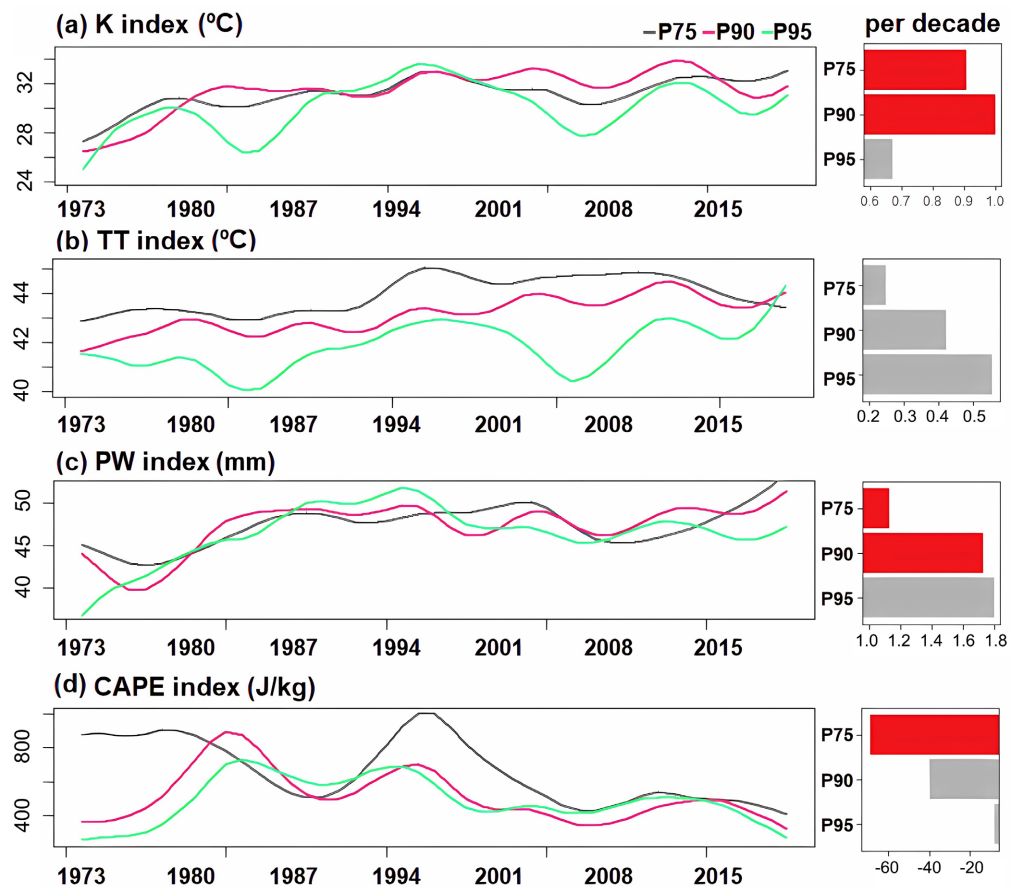 (a) K index (ºC)
P75 P90 P95
per decade
32
28
24
P75
P90
P95
1973 1980 1987 1994 2001 2008 2015
0.6 0.7 0.8 0.9 1.0
(b) TT index (ºC)
44
42
40
P75
P90
P95
1973 1980 1987 1994 2001 2008 2015
0.2 0.3 0.4 0.5
(c) PW index (mm)
50
45
40
P75
P90
P95
1973 1980 1987 1994 2001 2008 2015
1.0 1.2 1.4 1.6 1.8
(d) CAPE index (J/kg)
800
400
P75
P90
P95
1973 1980 1987 1994 2001 2008 2015
-60 -40 -20